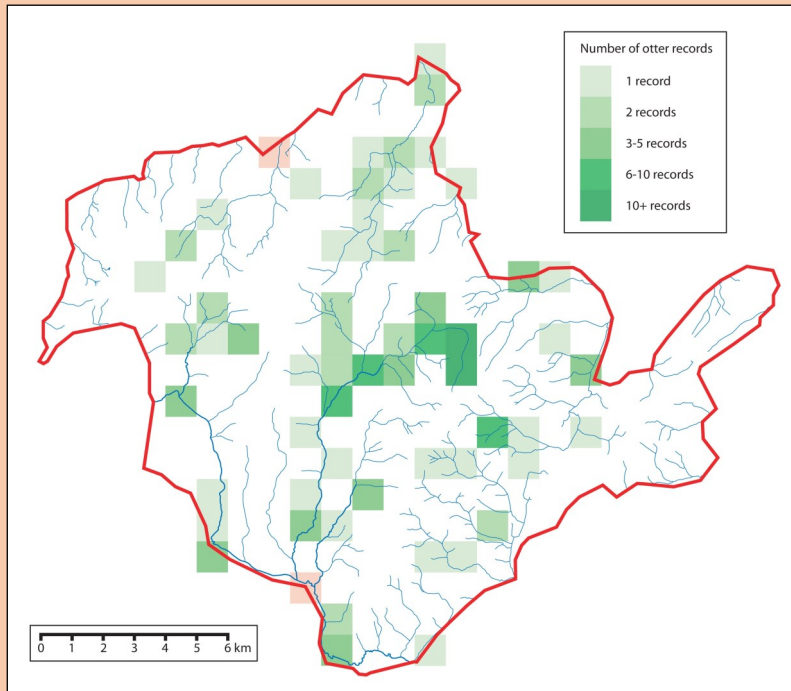 Number of otter records
1 record
2 records
3-5 records
6-10 records
10+ records
0 1 2 3 4 5 6 km